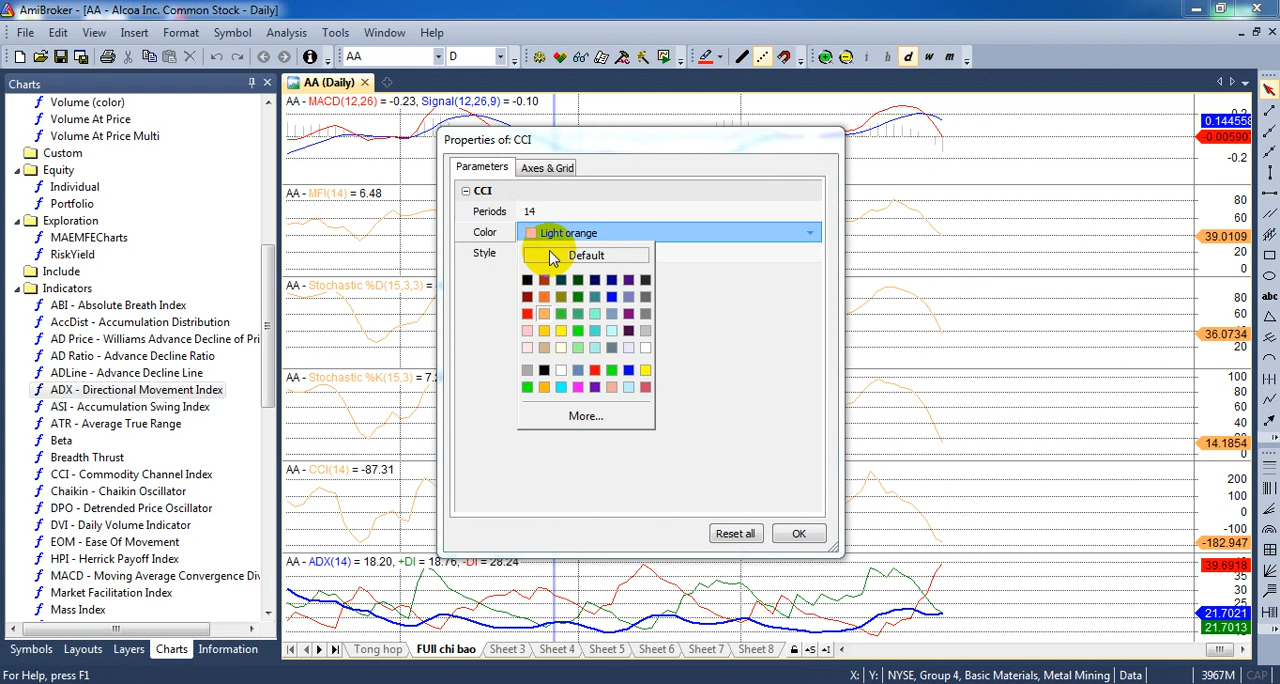 AmiBroker - [AA - Alcoa Inc. Common Stock - Daily]
File Edit View Insert Format Tools Symbol Analysis Window Help
AA D i h d w m
Charts
AA (Daily)
Volume (color)
Volume At Price
Volume At Price Multi
Custom
Equity
Individual
Portfolio
Exploration
MAEMFECharts
RiskYield
Include
Indicators
ABI - Absolute Breath Index
AccDist - Accumulation Distribution
AD Price - Williams Advance Decline of Pr
AD Ratio - Advance Decline Ratio
ADLine - Advance Decline Line
ADX - Directional Movement Index
ASI - Accumulation Swing Index
ATR - Average True Range
Beta
Breadth Thrust
CCI - Commodity Channel Index
Chaikin - Chaikin Oscillator
DPO - Detrended Price Oscillator
DVI - Daily Volume Indicator
EOM - Ease Of Movement
HPI - Herrick Payoff Index
MACD - Moving Average Convergence Div
Market Facilitation Index
Mass Index
Symbols Layouts Layers Charts Information
AA - MACD(12,26) = -0.23, Signal(12,26,9) = -0.10
0.2
0.144558
-0.00590
-0.2
AA - MFI(14) = 6.48
80
60
39.0109
20
0
AA - Stochastic %D(15,3,3) =
80
60
36.0734
20
AA - Stochastic %K(15,3) = 7.
100
80
60
40
14.1854
0
AA - CCI(14) = -87.31
200
100
0
-100
-182.947
AA - ADX(14) = 18.20, +DI = 18.76, -DI = 28.24
39.6918
35
30
25
21.7021
21.7013
Properties of: CCI
Parameters Axes & Grid
CCI
Periods 14
Color Light orange
Style
Default
More...
Reset all OK
Tong hop FUll chi bao Sheet 3 Sheet 4 Sheet 5 Sheet 6 Sheet 7 Sheet 8
abc
For Help, press F1
X: Y: NYSE, Group 4, Basic Materials, Metal Mining Data 3967M CAP